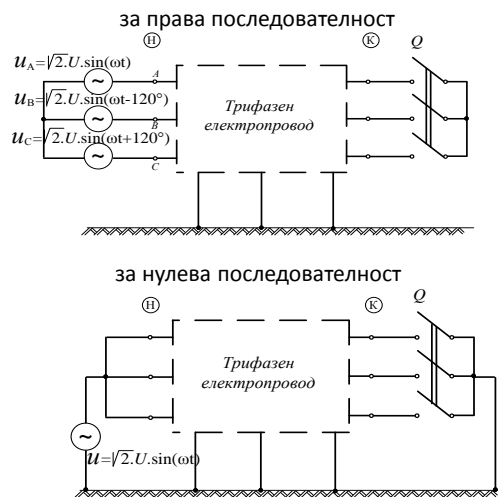 за права последователност
Н К Q
u_A=√2.U.sin(ωt) A
u_B=√2.U.sin(ωt-120°) B
Трифазен
електропровод
u_C=√2.U.sin(ωt+120°) C
~
~
~
за нулева последователност
Н К Q
Трифазен
електропровод
~
u=√2.U.sin(ωt)